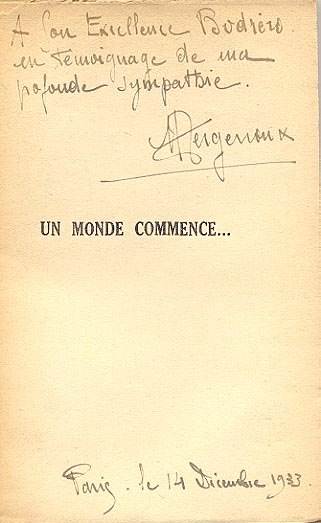 A Son Excellence Bodrero
en témoignage de ma
profonde sympathie.
UN MONDE COMMENCE...
Paris. le 14 Décembre 1933.